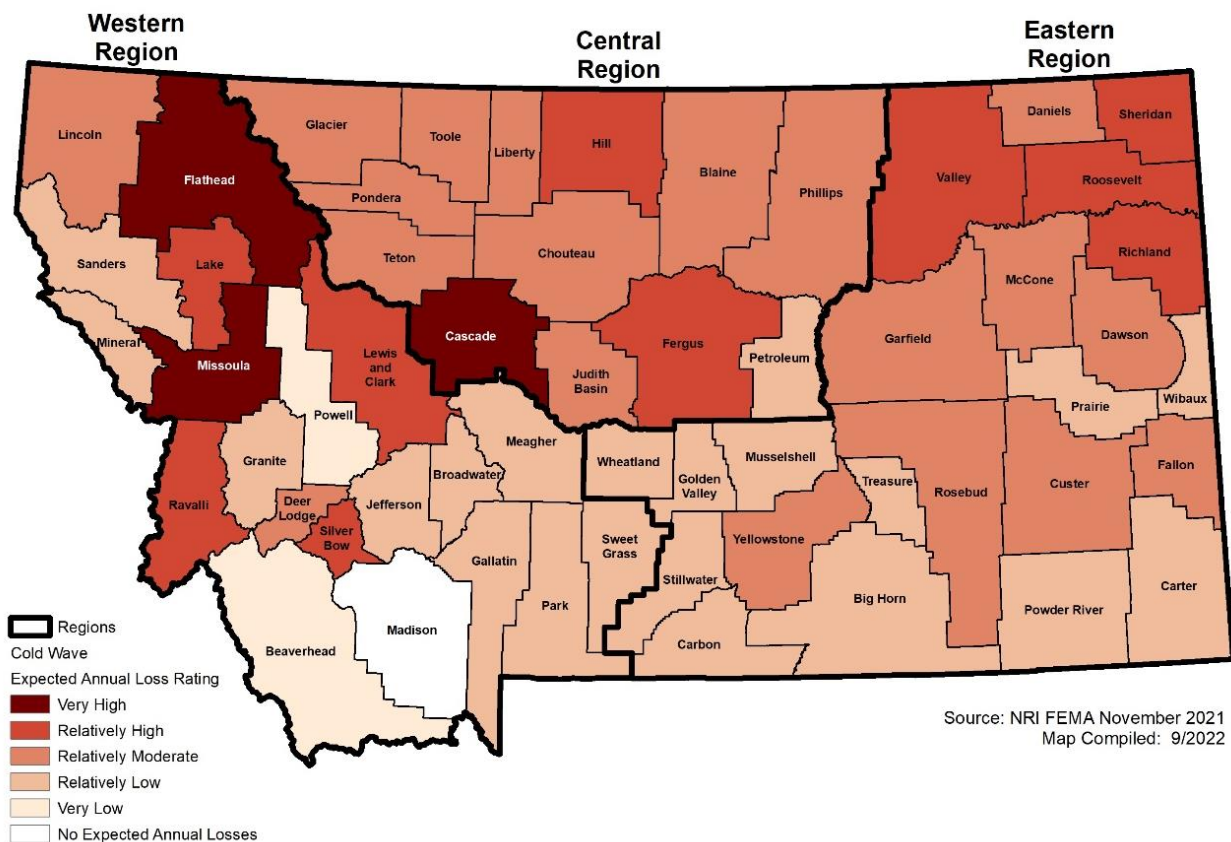 Western
Region
Central
Region
Eastern
Region
Lincoln
Flathead
Glacier
Toole
Liberty
Hill
Blaine
Phillips
Valley
Daniels
Sheridan
Roosevelt
Pondera
Teton
Chouteau
Richland
Sanders
Lake
McCone
Mineral
Missoula
Powell
Lewis
and
Clark
Cascade
Judith
Basin
Fergus
Petroleum
Garfield
Dawson
Prairie
Wibaux
Ravalli
Granite
Deer
Lodge
Silver
Bow
Jefferson
Broadwater
Meagher
Wheatland
Golden
Valley
Musselshell
Treasure
Rosebud
Custer
Fallon
Yellowstone
Beaverhead
Madison
Gallatin
Park
Sweet
Grass
Stillwater
Carbon
Big Horn
Powder River
Carter
Regions
Cold Wave
Expected Annual Loss Rating
Very High
Relatively High
Relatively Moderate
Relatively Low
Very Low
No Expected Annual Losses
Source: NRI FEMA November 2021
Map Compiled: 9/2022